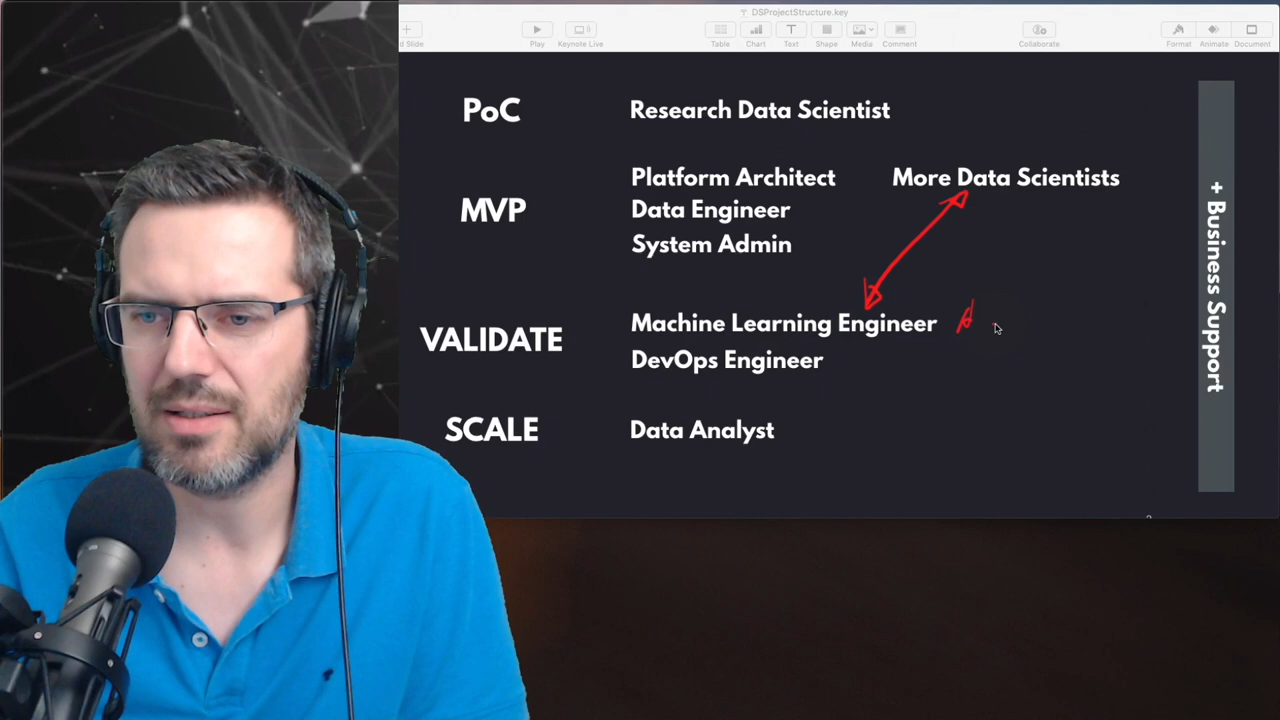 DSProjectStructure.key
d Slide
Play
Keynote Live
Table
Chart
Text
Shape
Media
Comment
Collaborate
Format
Animate
Document
PoC
Research Data Scientist
MVP
Platform Architect
More Data Scientists
Data Engineer
System Admin
VALIDATE
Machine Learning Engineer
DevOps Engineer
SCALE
Data Analyst
+ Business Support